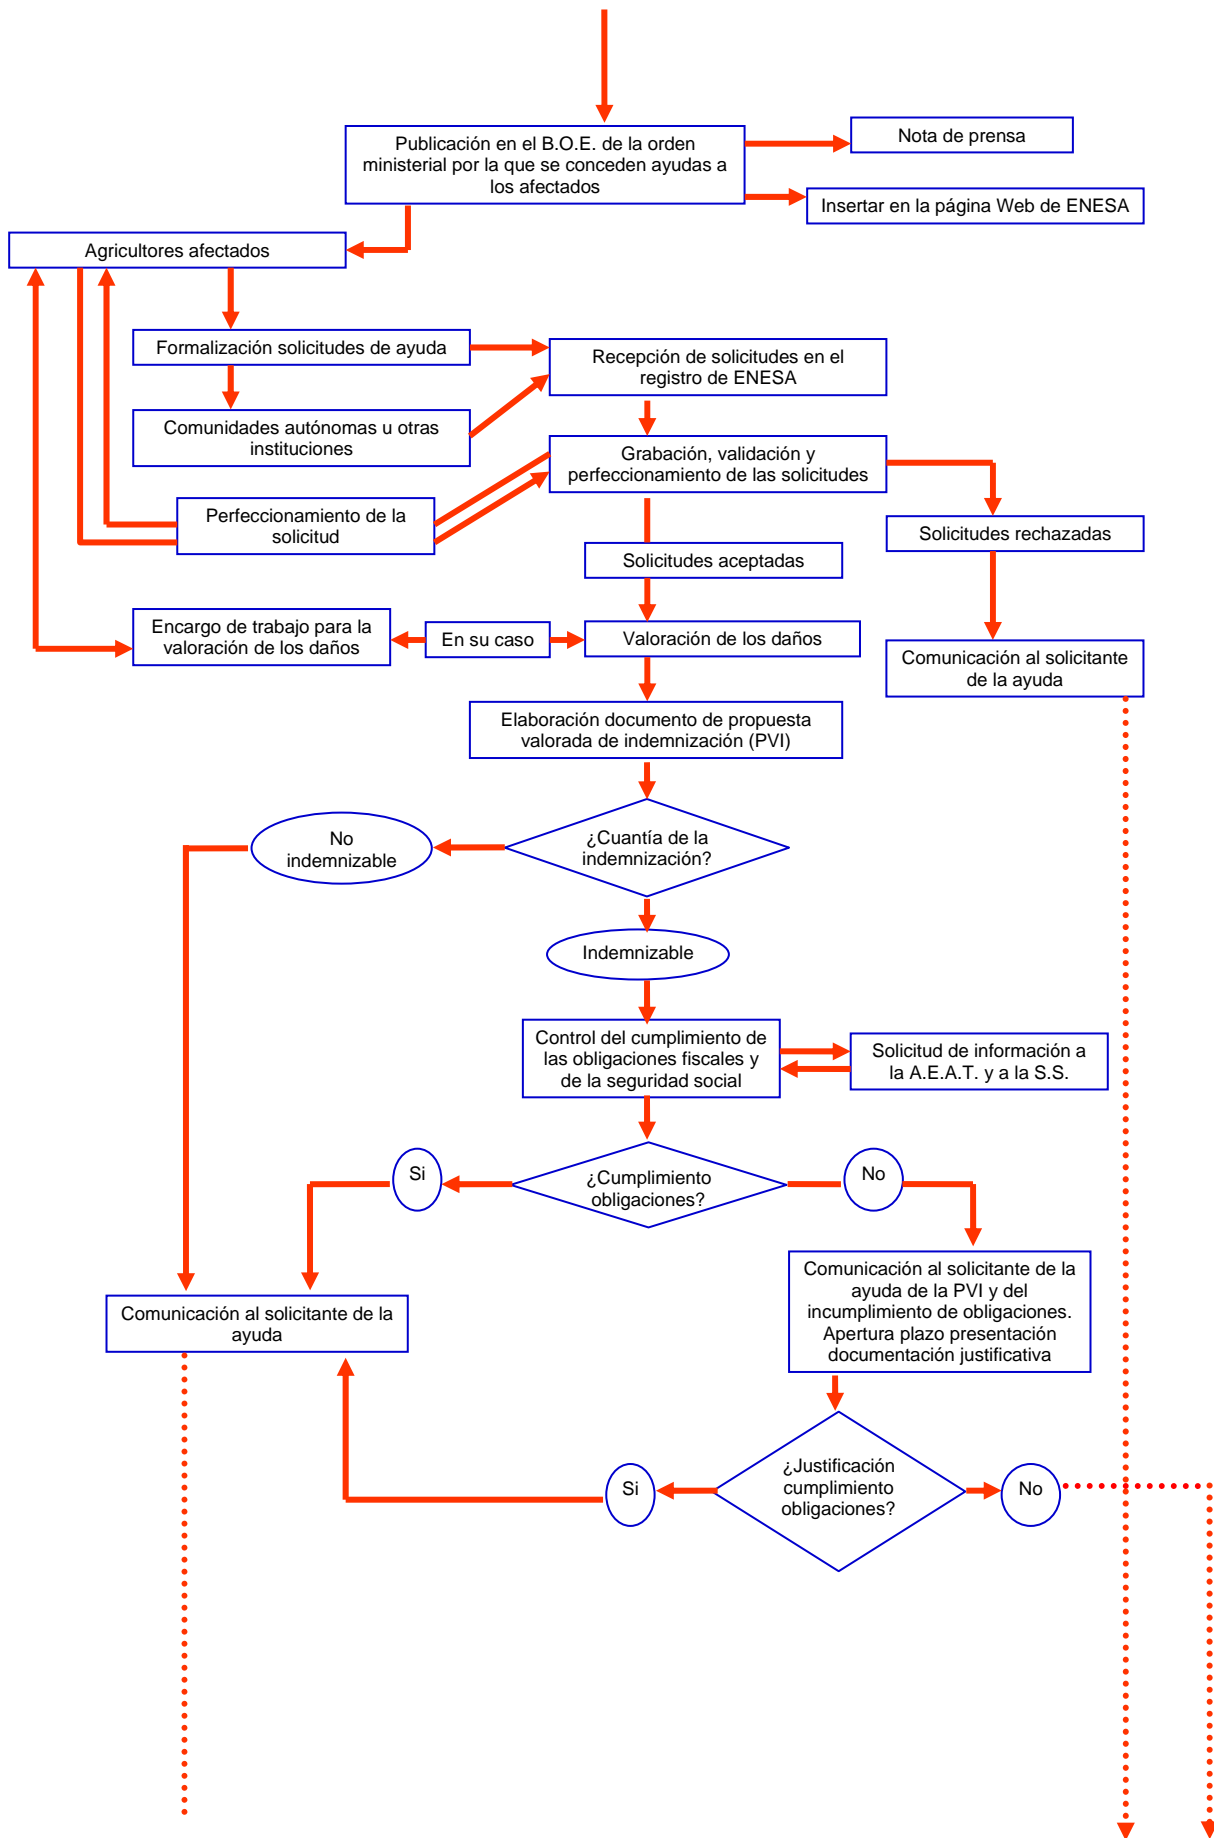 Publicación en el B.O.E. de la orden
ministerial por la que se conceden ayudas a
los afectados
Nota de prensa
Insertar en la página Web de ENESA
Agricultores afectados
Formalización solicitudes de ayuda
Recepción de solicitudes en el
registro de ENESA
Comunidades autónomas u otras
instituciones
Grabación, validación y
perfeccionamiento de las solicitudes
Perfeccionamiento de la
solicitud
Solicitudes rechazadas
Solicitudes aceptadas
Encargo de trabajo para la
valoración de los daños
En su caso
Valoración de los daños
Comunicación al solicitante
de la ayuda
Elaboración documento de propuesta
valorada de indemnización (PVI)
¿Cuantía de la
indemnización?
No
indemnizable
Indemnizable
Control del cumplimiento de
las obligaciones fiscales y
de la seguridad social
Solicitud de información a
la A.E.A.T. y a la S.S.
Si
¿Cumplimiento
obligaciones?
No
Comunicación al solicitante de la
ayuda de la PVI y del
incumplimiento de obligaciones.
Apertura plazo presentación
documentación justificativa
Comunicación al solicitante de la
ayuda
Si
¿Justificación
cumplimiento
obligaciones?
No